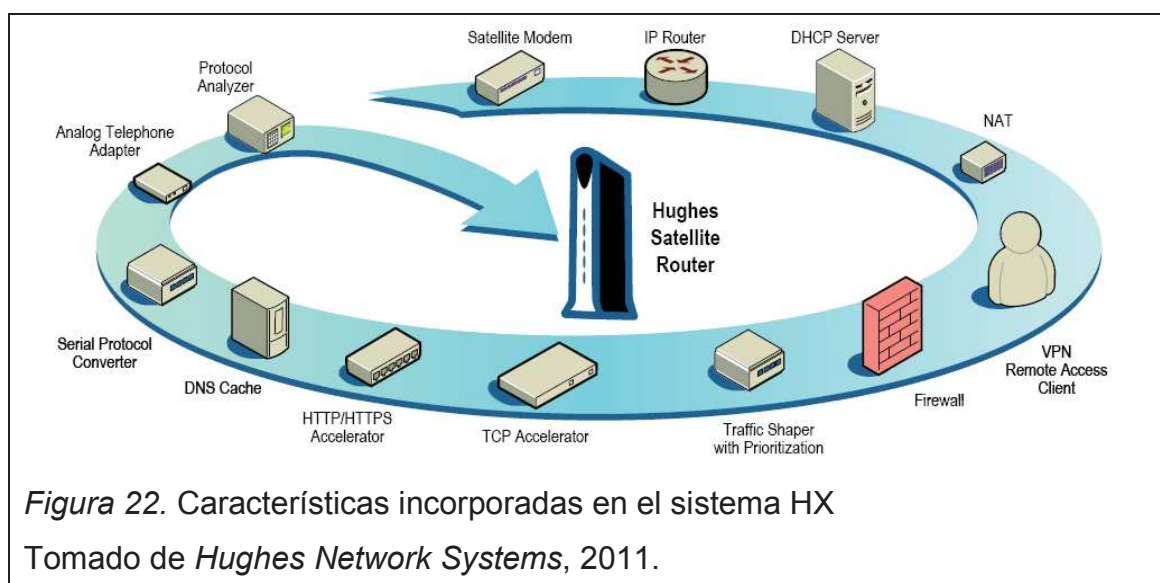 Satellite Modem
IP Router
DHCP Server
NAT
VPN
Remote Access
Client
Firewall
Traffic Shaper
with Prioritization
TCP Accelerator
HTTP/HTTPS
Accelerator
DNS Cache
Serial Protocol
Converter
Analog Telephone
Adapter
Protocol
Analyzer
Hughes
Satellite
Router
Figura 22. Características incorporadas en el sistema HX
Tomado de Hughes Network Systems, 2011.